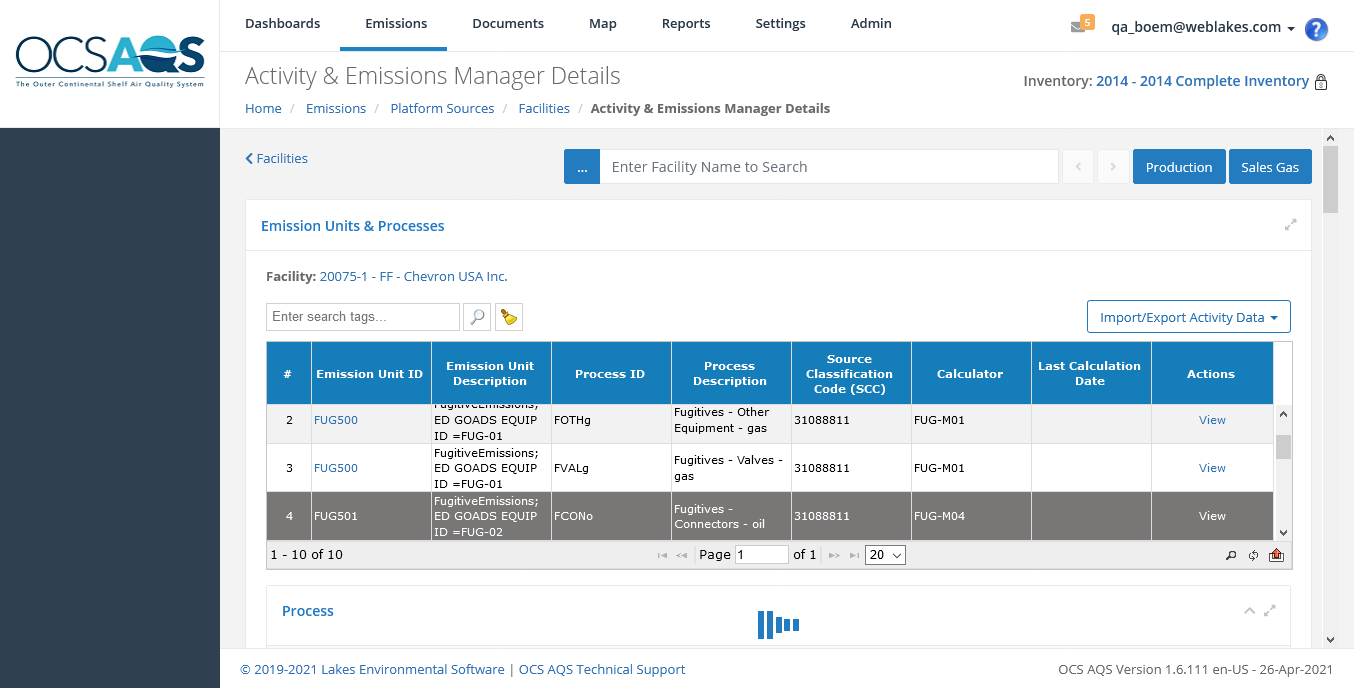 Dashboards Emissions Documents Map Reports Settings Admin 5 qa_boem@weblakes.com ?
OCSAQS
The Outer Continental Shelf Air Quality System
Activity & Emissions Manager Details
Inventory: 2014 - 2014 Complete Inventory
Home / Emissions / Platform Sources / Facilities / Activity & Emissions Manager Details
Facilities
... Enter Facility Name to Search Production Sales Gas
Emission Units & Processes
Facility: 20075-1 - FF - Chevron USA Inc.
Enter search tags... Import/Export Activity Data
# Emission Unit ID Emission Unit Description Process ID Process Description Source Classification Code (SCC) Calculator Last Calculation Date Actions
2 FUG500 FugitiveEmissions; ED GOADS EQUIP ID =FUG-01 FOTHg Fugitives - Other Equipment - gas 31088811 FUG-M01 View
3 FUG500 FugitiveEmissions; ED GOADS EQUIP ID =FUG-01 FVALg Fugitives - Valves - gas 31088811 FUG-M01 View
4 FUG501 FugitiveEmissions; ED GOADS EQUIP ID =FUG-02 FCONo Fugitives - Connectors - oil 31088811 FUG-M04 View
1 - 10 of 10 Page 1 of 1 20
Process
© 2019-2021 Lakes Environmental Software | OCS AQS Technical Support OCS AQS Version 1.6.111 en-US - 26-Apr-2021